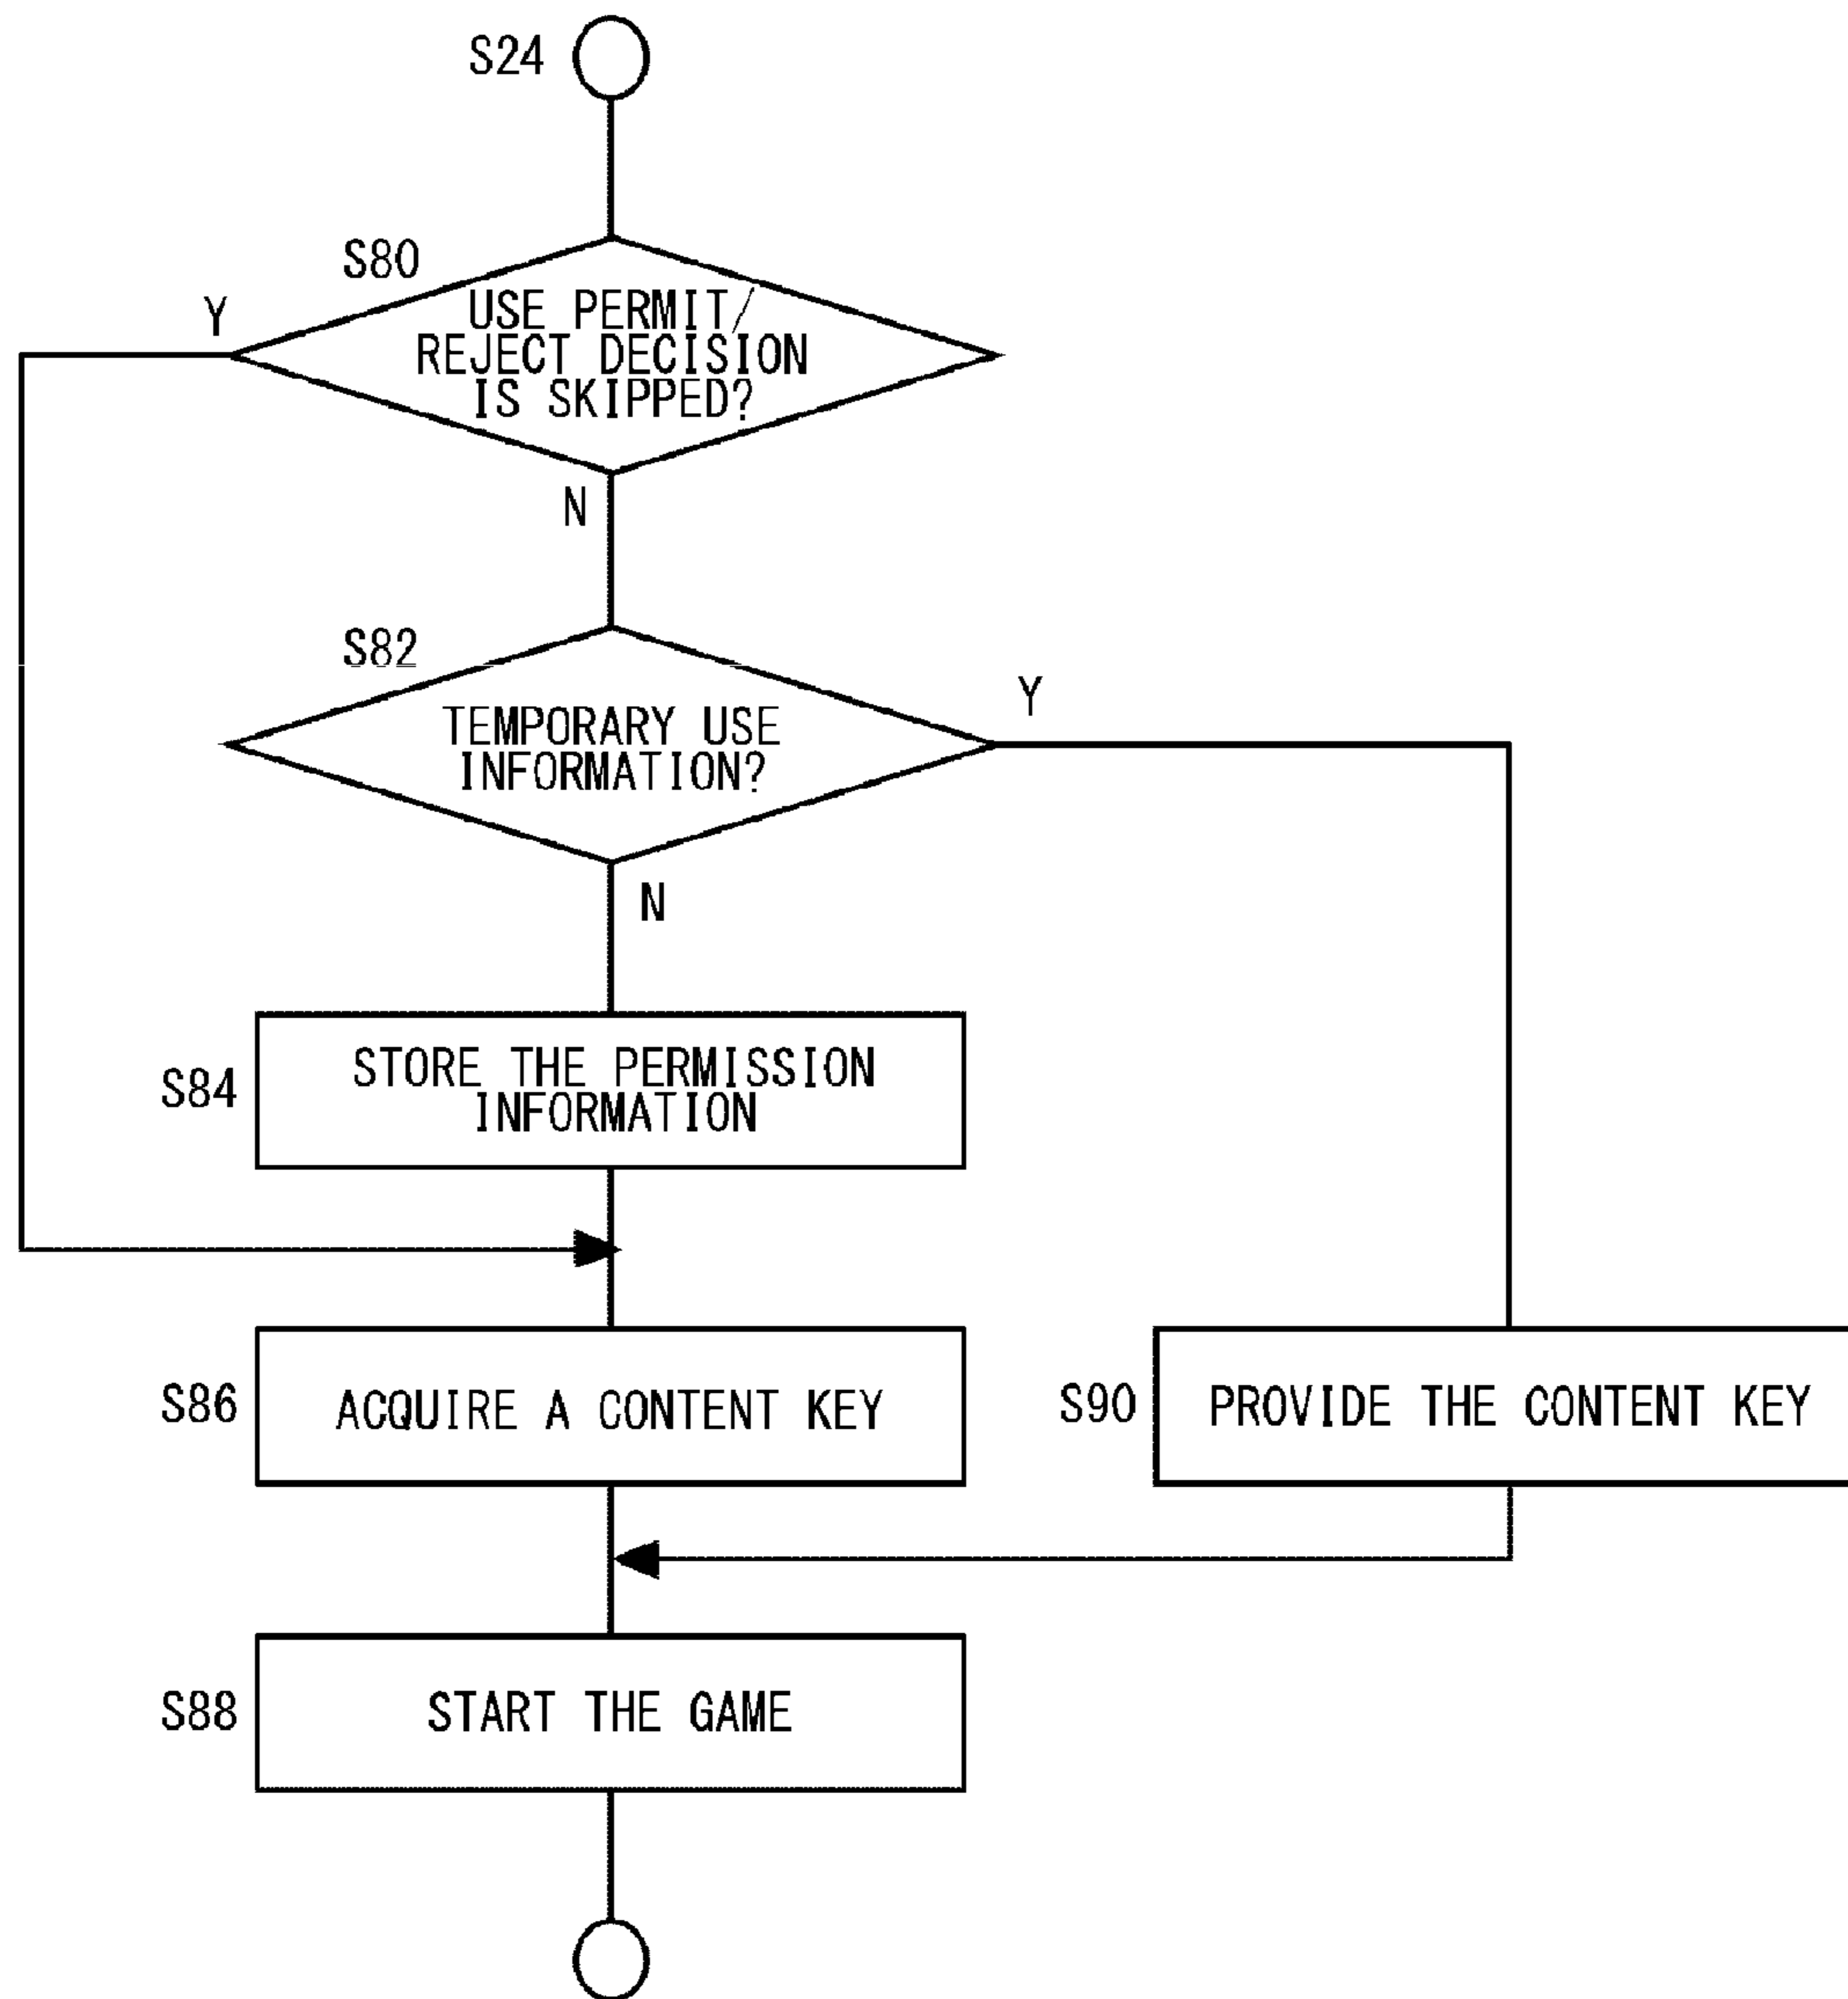 S24
S80
Y
USE PERMIT/
REJECT DECISION
IS SKIPPED?
N
S82
Y
TEMPORARY USE
INFORMATION?
N
S84
STORE THE PERMISSION
INFORMATION
S86
ACQUIRE A CONTENT KEY
S90
PROVIDE THE CONTENT KEY
S88
START THE GAME